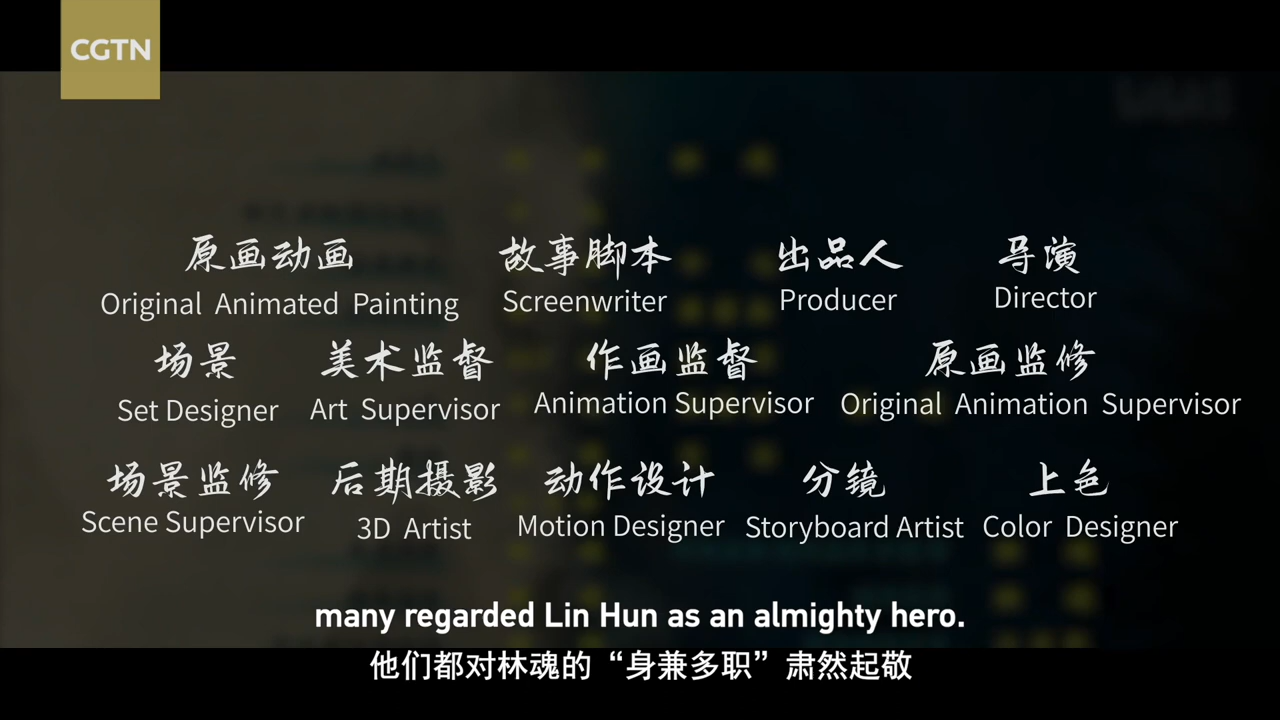 CGTN
原画动画 故事脚本 出品人 导演
Original Animated Painting Screenwriter Producer Director
场景 美术监督 作画监督 原画监修
Set Designer Art Supervisor Animation Supervisor Original Animation Supervisor
场景监修 后期摄影 动作设计 分镜 上色
Scene Supervisor 3D Artist Motion Designer Storyboard Artist Color Designer
many regarded Lin Hun as an almighty hero.
他们都对林魂的“身兼多职”肃然起敬